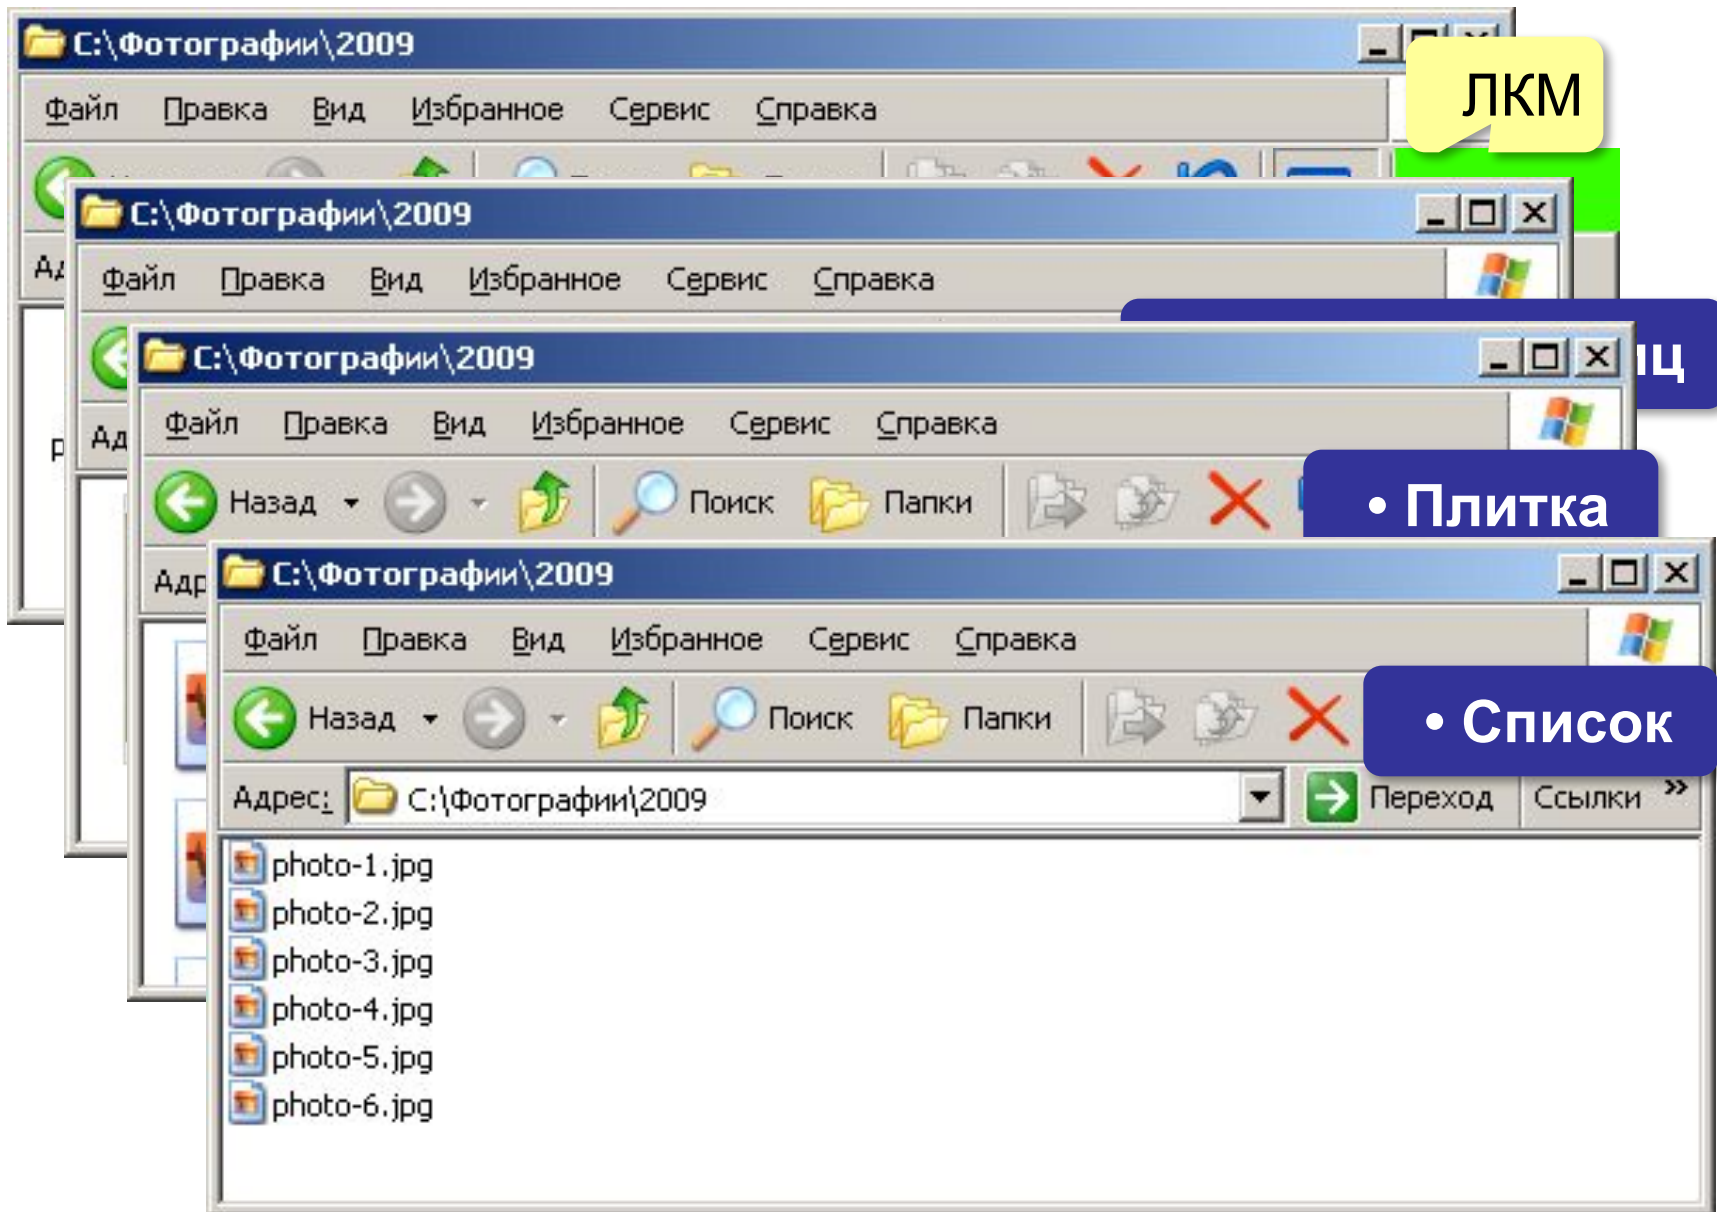 C:\Фотографии\2009
ЛКМ
Файл Правка Вид Избранное Сервис Справка
C:\Фотографии\2009
Файл Правка Вид Избранное Сервис Справка
C:\Фотографии\2009
Файл Правка Вид Избранное Сервис Справка
Назад Поиск Папки
• Плитка
C:\Фотографии\2009
Файл Правка Вид Избранное Сервис Справка
Назад Поиск Папки
• Список
Адрес: C:\Фотографии\2009 Переход Ссылки »
photo-1.jpg
photo-2.jpg
photo-3.jpg
photo-4.jpg
photo-5.jpg
photo-6.jpg